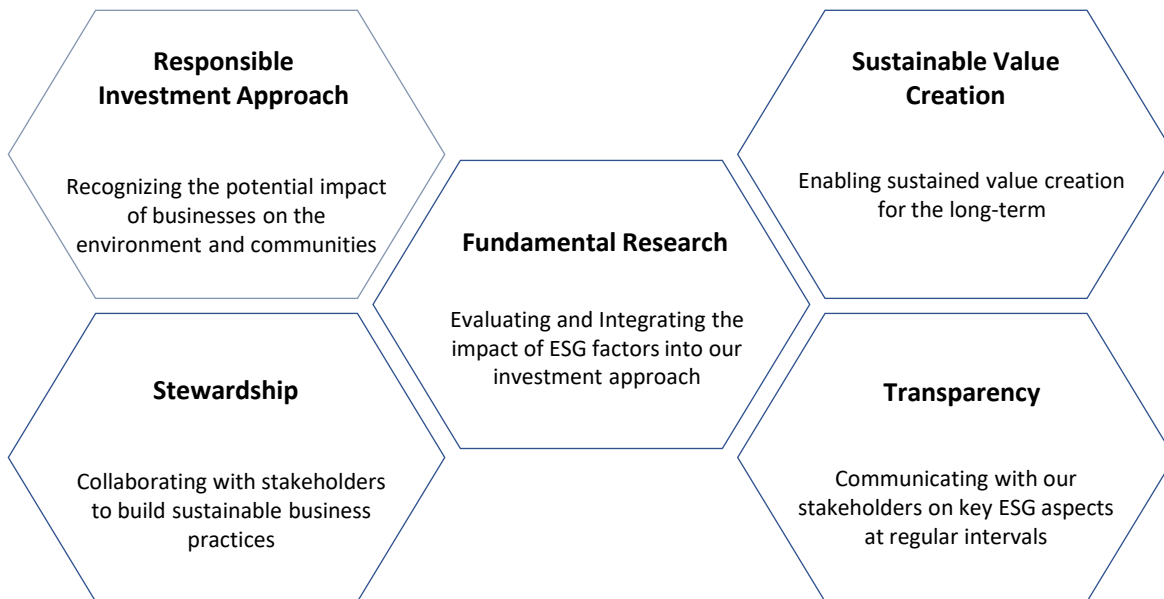 Responsible
Investment Approach
Recognizing the potential impact
of businesses on the
environment and communities
Sustainable Value
Creation
Enabling sustained value creation
for the long-term
Fundamental Research
Evaluating and Integrating the
impact of ESG factors into our
investment approach
Stewardship
Collaborating with stakeholders
to build sustainable business
practices
Transparency
Communicating with our
stakeholders on key ESG aspects
at regular intervals